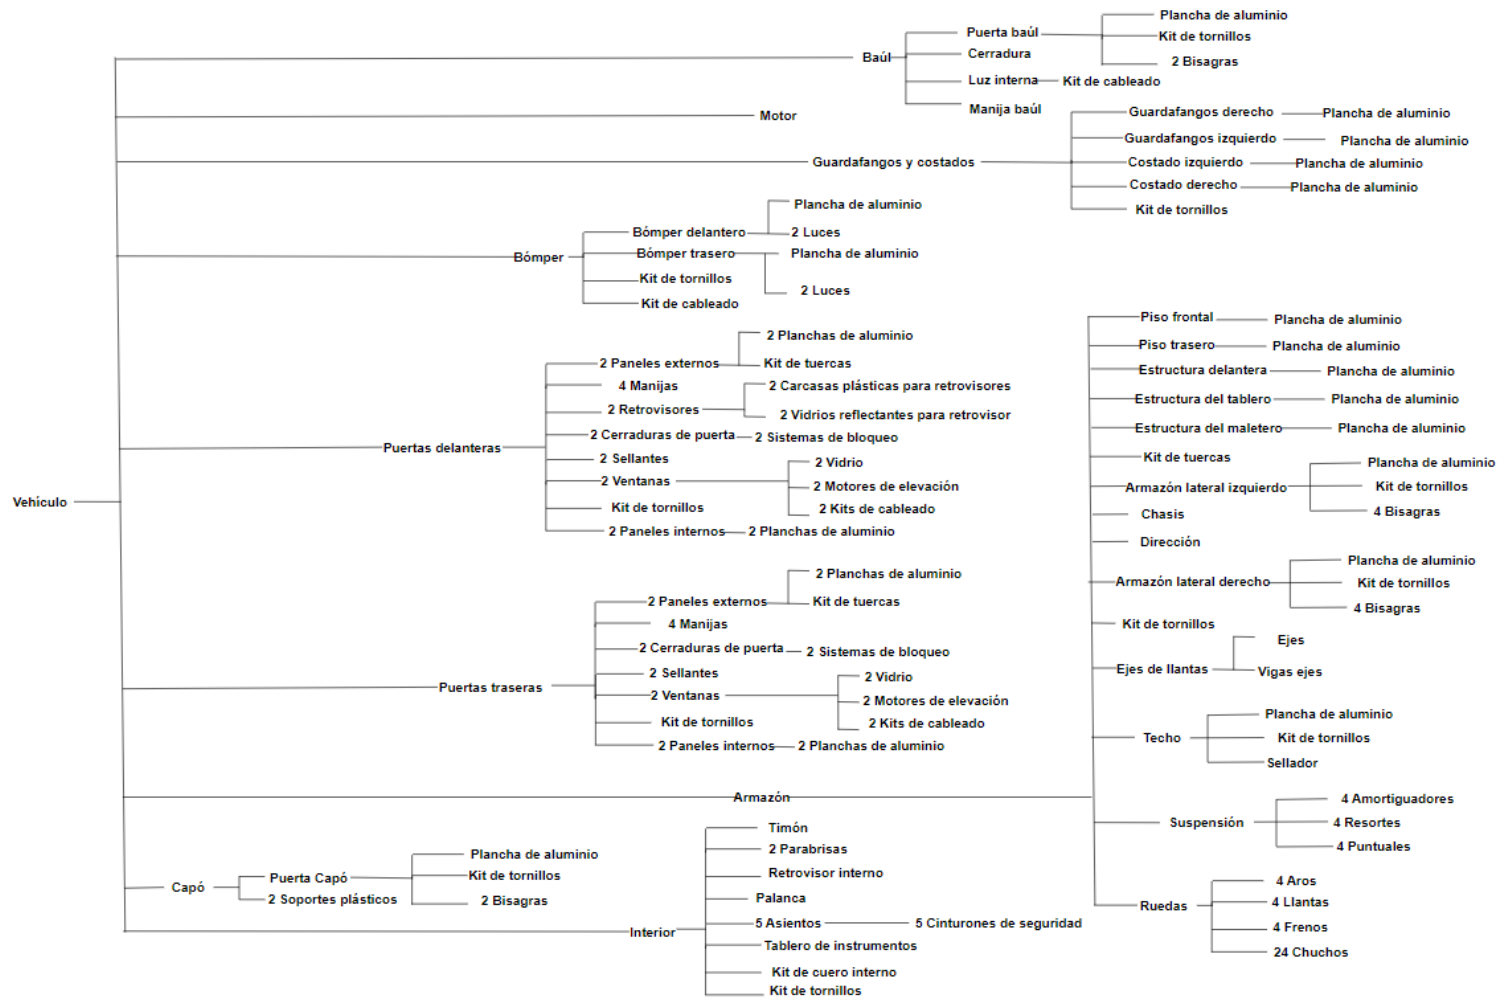 Vehículo
Baúl
Puerta baúl
Plancha de aluminio
Kit de tornillos
2 Bisagras
Cerradura
Luz interna
Kit de cableado
Manija baúl
Motor
Guardafangos y costados
Guardafangos derecho
Plancha de aluminio
Guardafangos izquierdo
Plancha de aluminio
Costado izquierdo
Plancha de aluminio
Costado derecho
Plancha de aluminio
Kit de tornillos
Bómper
Bómper delantero
Plancha de aluminio
2 Luces
Bómper trasero
Plancha de aluminio
2 Luces
Kit de tornillos
Kit de cableado
Puertas delanteras
2 Paneles externos
2 Planchas de aluminio
Kit de tuercas
4 Manijas
2 Retrovisores
2 Carcasas plásticas para retrovisores
2 Vidrios reflectantes para retrovisor
2 Cerraduras de puerta
2 Sistemas de bloqueo
2 Sellantes
2 Ventanas
2 Vidrio
2 Motores de elevación
2 Kits de cableado
Kit de tornillos
2 Paneles internos
2 Planchas de aluminio
Puertas traseras
2 Paneles externos
2 Planchas de aluminio
Kit de tuercas
4 Manijas
2 Cerraduras de puerta
2 Sistemas de bloqueo
2 Sellantes
2 Ventanas
2 Vidrio
2 Motores de elevación
2 Kits de cableado
Kit de tornillos
2 Paneles internos
2 Planchas de aluminio
Armazón
Piso frontal
Plancha de aluminio
Piso trasero
Plancha de aluminio
Estructura delantera
Plancha de aluminio
Estructura del tablero
Plancha de aluminio
Estructura del maletero
Plancha de aluminio
Kit de tuercas
Armazón lateral izquierdo
Plancha de aluminio
Kit de tornillos
4 Bisagras
Chasis
Dirección
Armazón lateral derecho
Plancha de aluminio
Kit de tornillos
4 Bisagras
Kit de tornillos
Ejes de llantas
Ejes
Vigas ejes
Techo
Plancha de aluminio
Kit de tornillos
Sellador
Suspensión
4 Amortiguadores
4 Resortes
4 Puntuales
Ruedas
4 Aros
4 Llantas
4 Frenos
24 Chuchos
Capó
Puerta Capó
Plancha de aluminio
Kit de tornillos
2 Bisagras
2 Soportes plásticos
Interior
Timón
2 Parabrisas
Retrovisor interno
Palanca
5 Asientos
5 Cinturones de seguridad
Tablero de instrumentos
Kit de cuero interno
Kit de tornillos